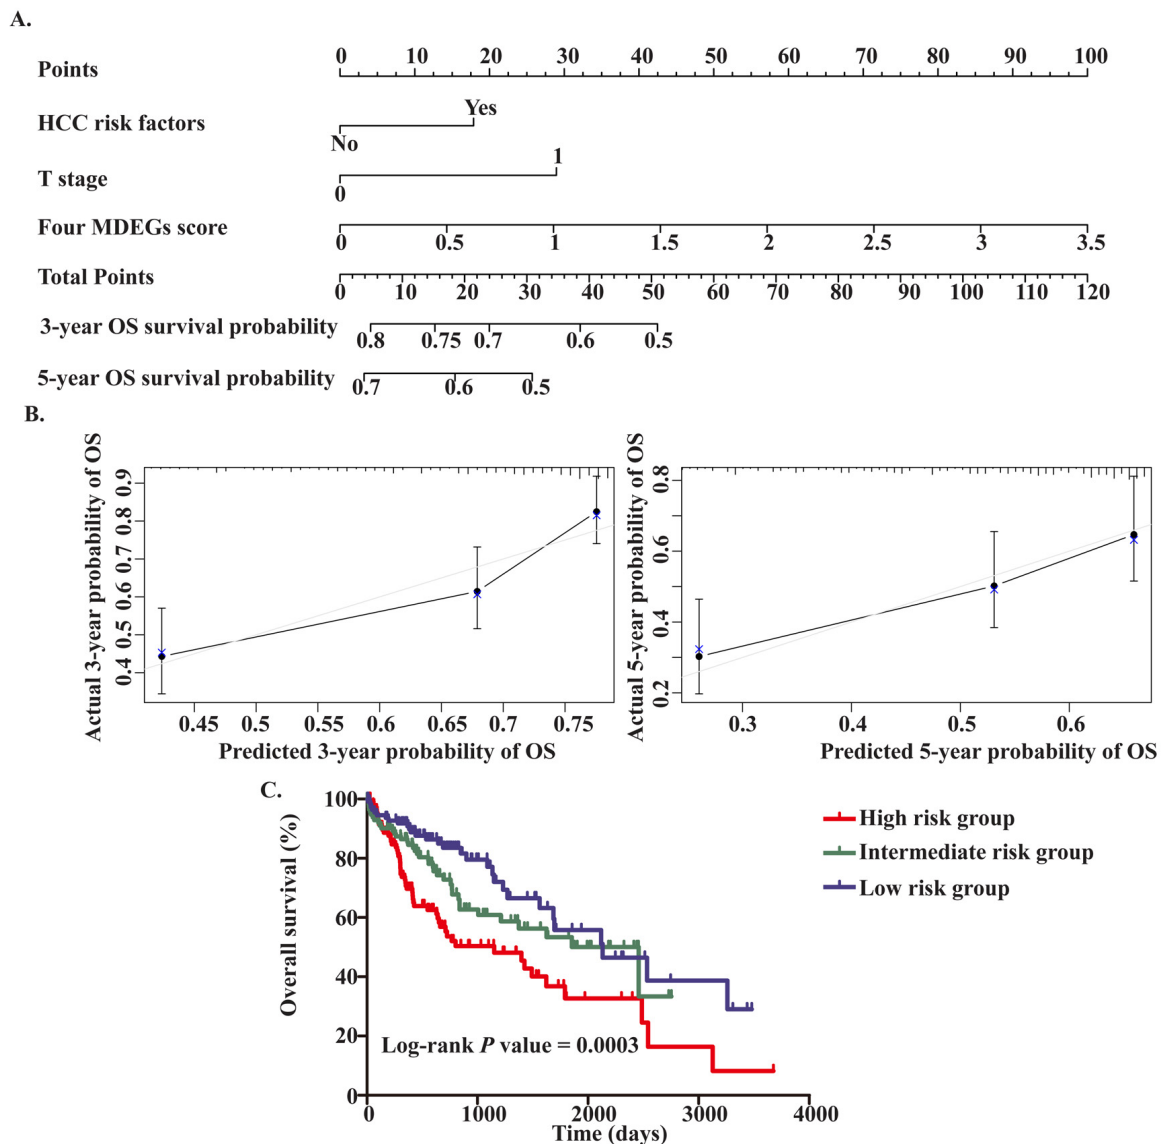 A.
Points
0 10 20 30 40 50 60 70 80 90 100
HCC risk factors
Yes
No
T stage
1
0
Four MDEGs score
0 0.5 1 1.5 2 2.5 3 3.5
Total Points
0 10 20 30 40 50 60 70 80 90 100 110 120
3-year OS survival probability
0.8 0.75 0.7 0.6 0.5
5-year OS survival probability
0.7 0.6 0.5
B.
Actual 3-year probability of OS
0.9
0.8
0.7
0.6
0.5
0.4
0.45 0.5 0.55 0.6 0.65 0.7 0.75
Predicted 3-year probability of OS
Actual 5-year probability of OS
0.8
0.6
0.4
0.2
0.3 0.4 0.5 0.6
Predicted 5-year probability of OS
C.
Overall survival (%)
100
80
60
40
20
0
Log-rank P value = 0.0003
0 1000 2000 3000 4000
Time (days)
High risk group
Intermediate risk group
Low risk group